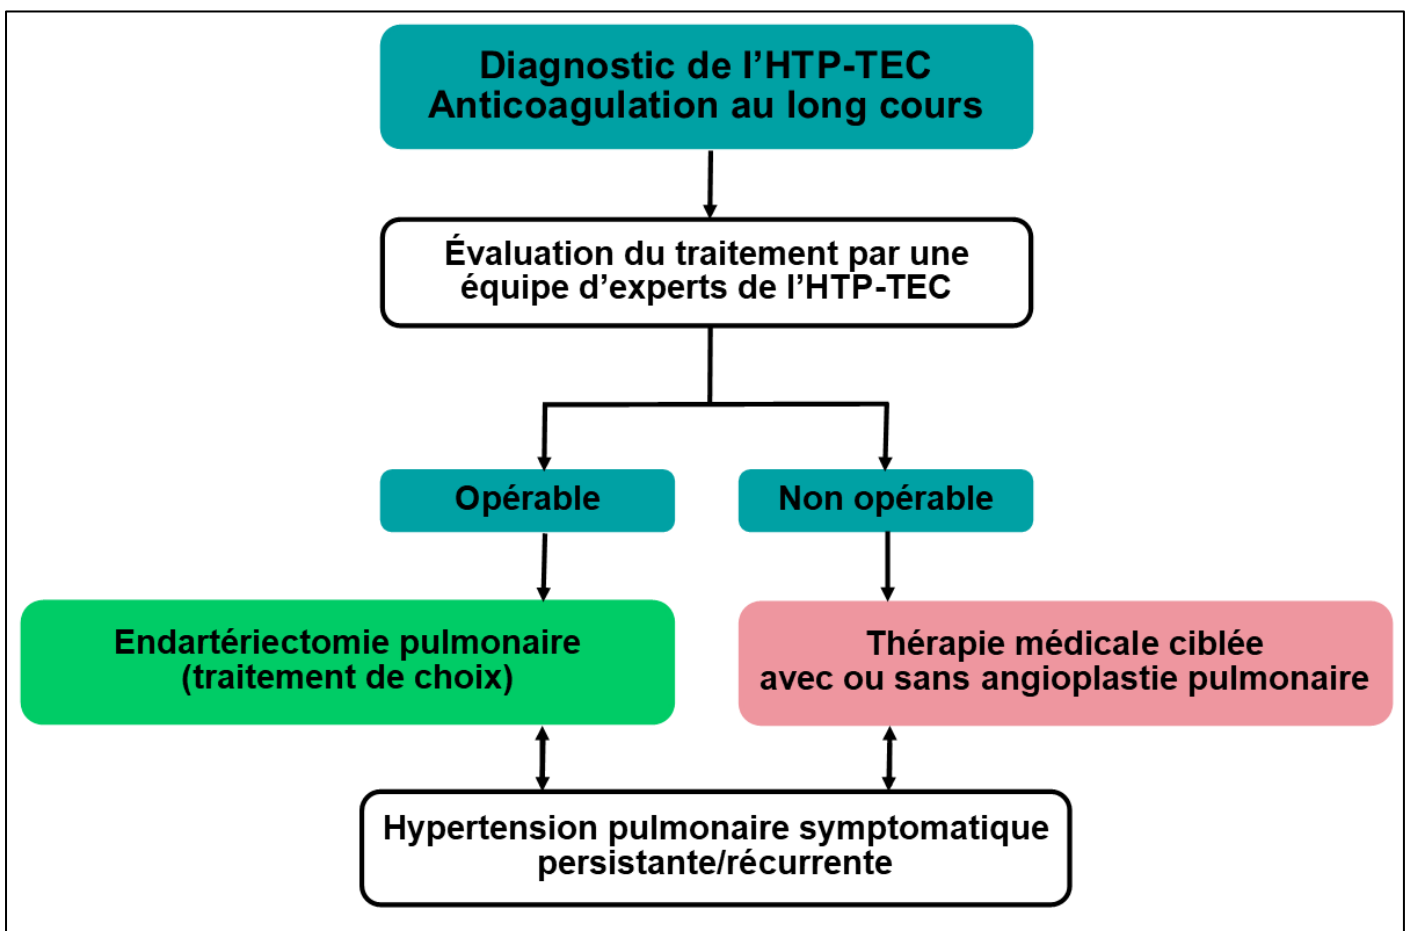 Diagnostic de l’HTP-TEC
Anticoagulation au long cours
Évaluation du traitement par une
équipe d’experts de l’HTP-TEC
Opérable
Non opérable
Endartériectomie pulmonaire
(traitement de choix)
Thérapie médicale ciblée
avec ou sans angioplastie pulmonaire
Hypertension pulmonaire symptomatique
persistante/récurrente